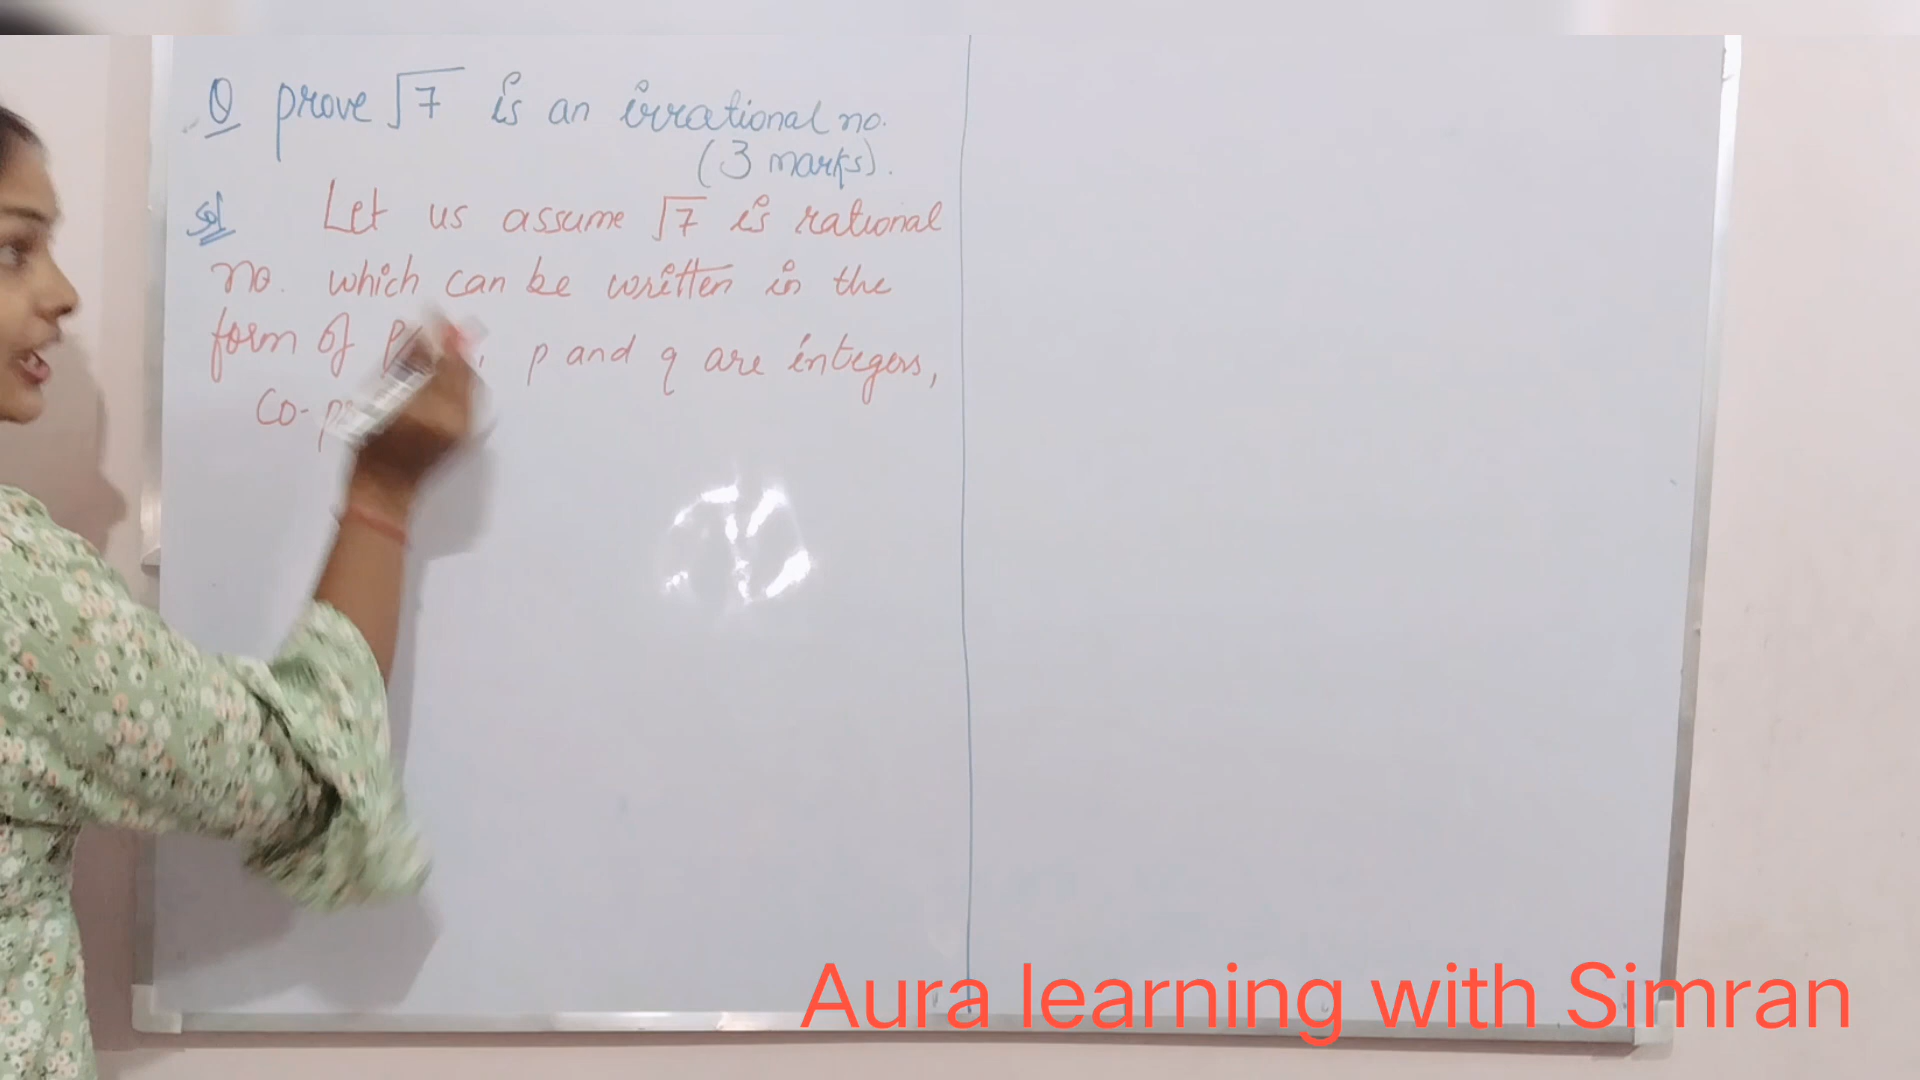 Q prove √7 is an irrational no.
(3 marks).
Sol Let us assume √7 is rational
no. which can be written in the
form of p and q are integers,
Co-
Aura learning with Simran